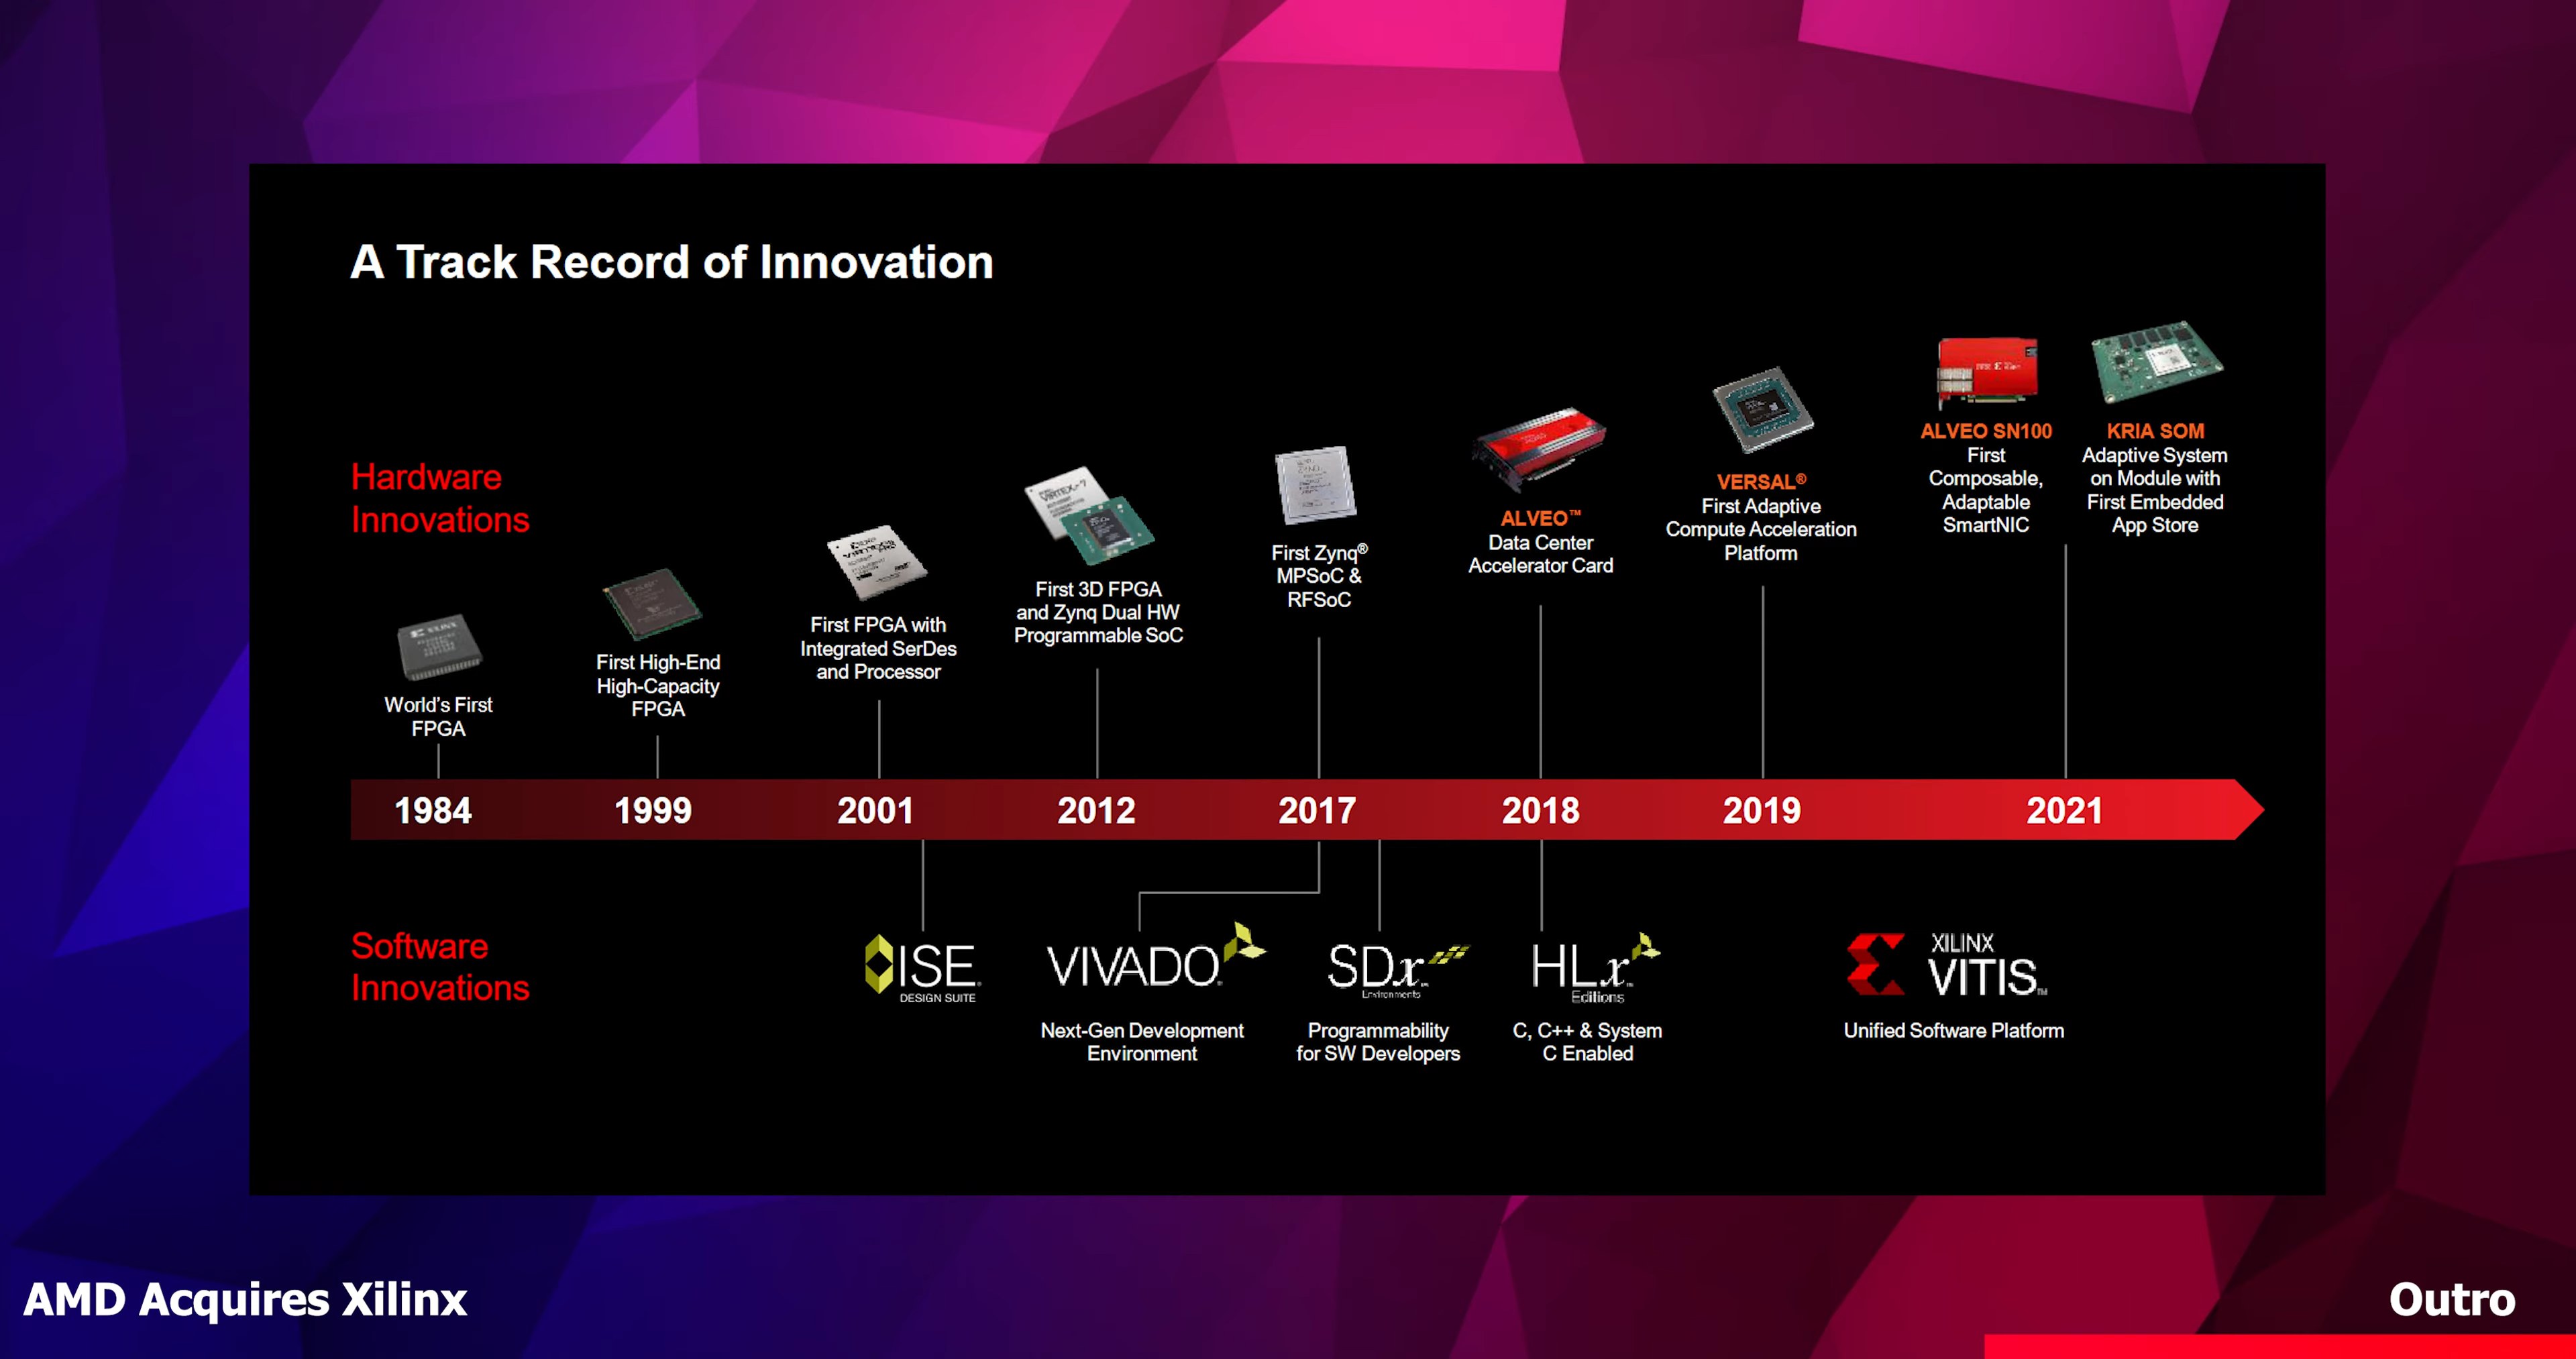 A Track Record of Innovation
Hardware
Innovations
World's First
FPGA
First High-End
High-Capacity
FPGA
First FPGA with
Integrated SerDes
and Processor
First 3D FPGA
and Zynq Dual HW
Programmable SoC
First Zynq®
MPSoC &
RFSoC
ALVEO™
Data Center
Accelerator Card
VERSAL®
First Adaptive
Compute Acceleration
Platform
ALVEO SN100
First
Composable,
Adaptable
SmartNIC
KRIA SOM
Adaptive System
on Module with
First Embedded
App Store
1984
1999
2001
2012
2017
2018
2019
2021
Software
Innovations
ISE
DESIGN SUITE
VIVADO
Next-Gen Development
Environment
SDx
Environments
Programmability
for SW Developers
HLx
Editions
C, C++ & System
C Enabled
XILINX
VITIS™
Unified Software Platform
AMD Acquires Xilinx
Outro